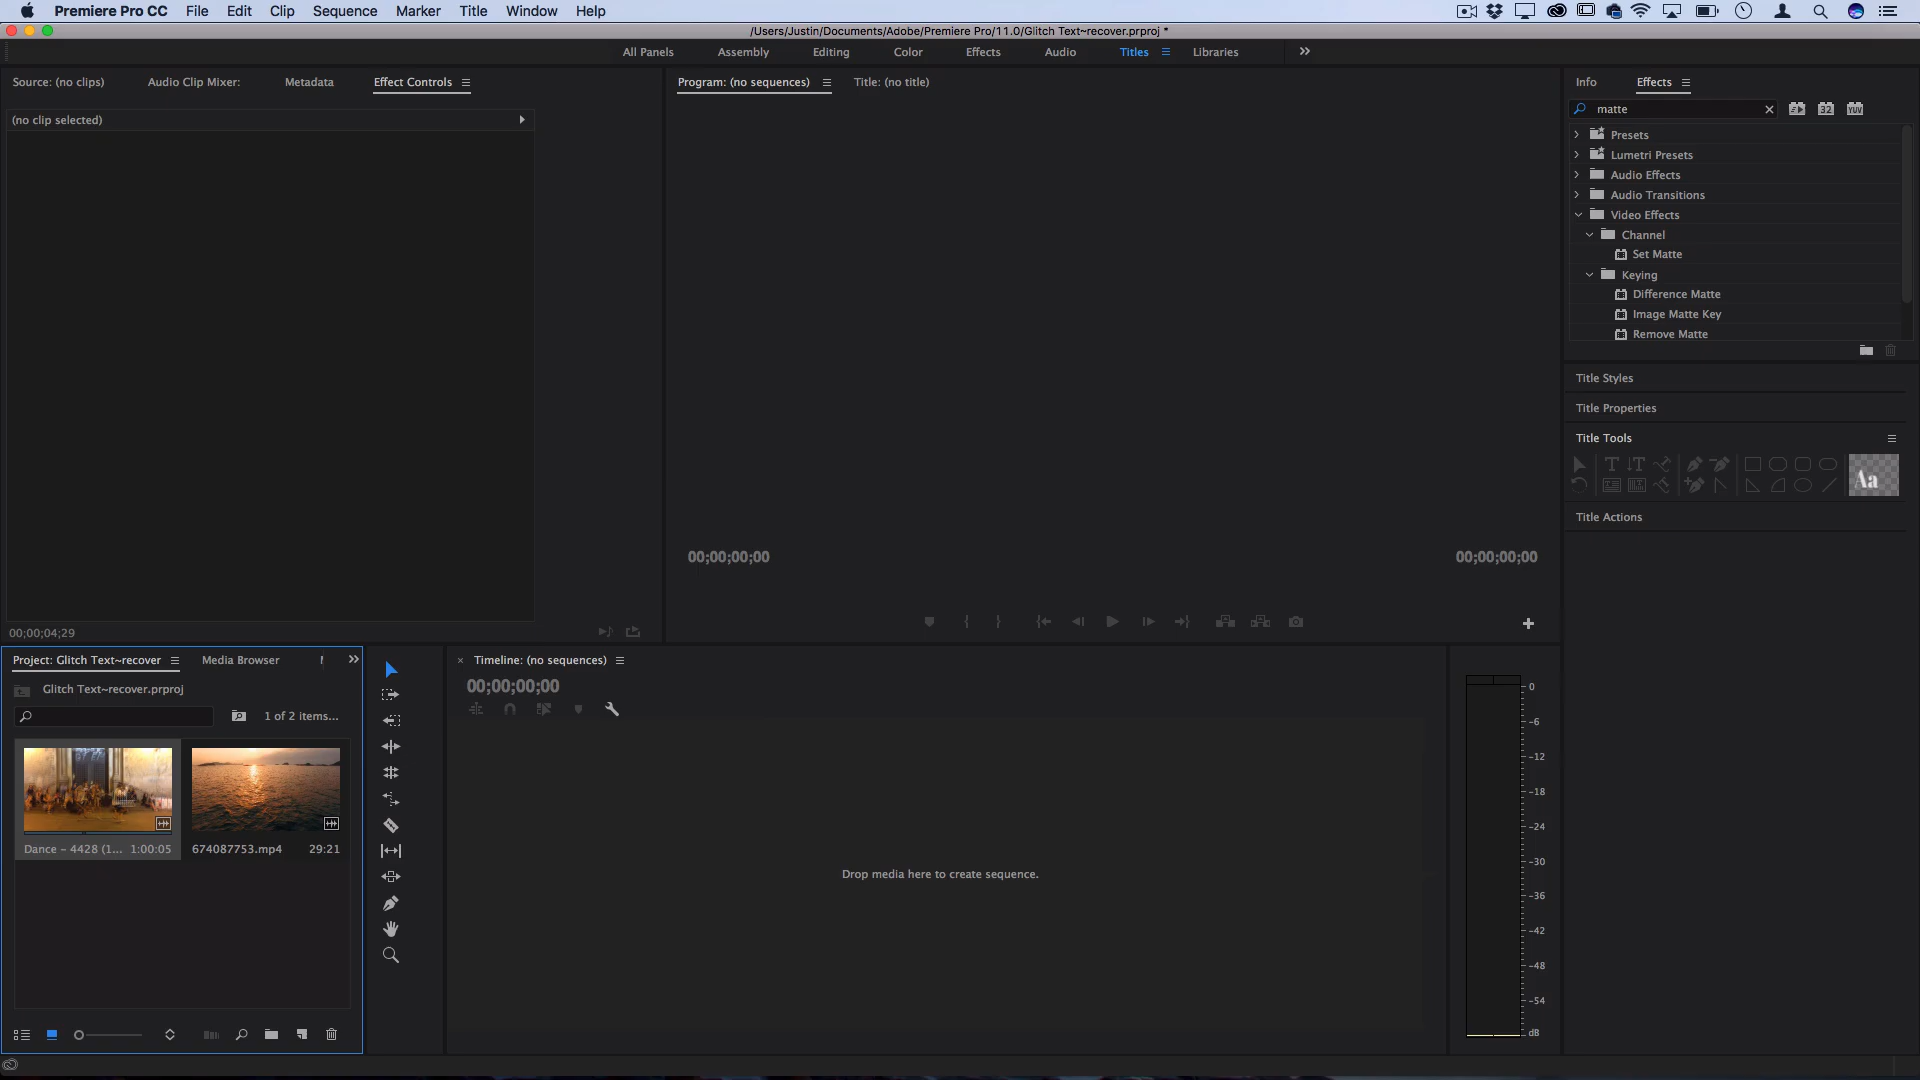 Premiere Pro CC File Edit Clip Sequence Marker Title Window Help
/Users/Justin/Documents/Adobe/Premiere Pro/11.0/Glitch Text~recover.prproj *
All Panels Assembly Editing Color Effects Audio Titles Libraries
Source: (no clips) Audio Clip Mixer: Metadata Effect Controls
Program: (no sequences) Title: (no title)
Info Effects
(no clip selected)
matte
32 YUV
Presets
Lumetri Presets
Audio Effects
Audio Transitions
Video Effects
Channel
Set Matte
Keying
Difference Matte
Image Matte Key
Remove Matte
Title Styles
Title Properties
Title Tools
Aa
Title Actions
00;00;00;00 00;00;00;00
00;00;04;29
Project: Glitch Text~recover Media Browser
Glitch Text~recover.prproj
1 of 2 items...
Dance – 4428 (1... 1:00:05
674087753.mp4 29:21
Timeline: (no sequences)
00;00;00;00
Drop media here to create sequence.
0
-6
-12
-18
-24
-30
-36
-42
-48
-54
dB